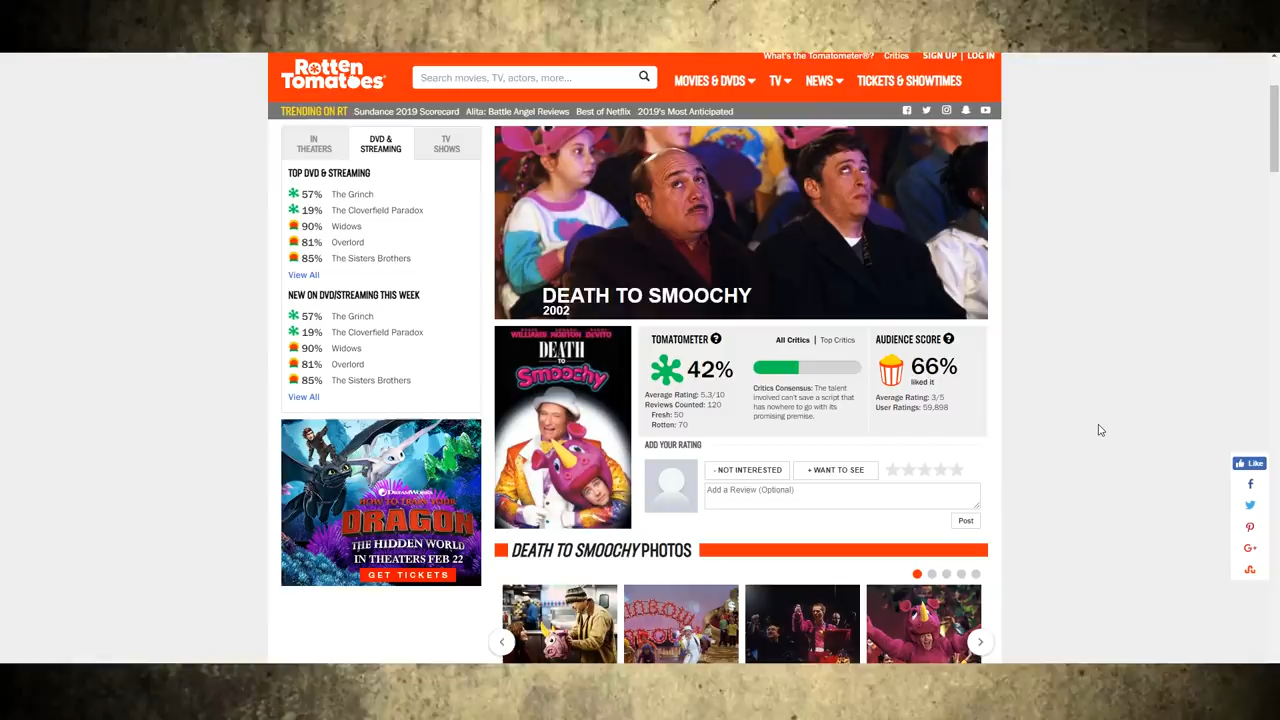 What's the Tomatometer®? Critics SIGN UP | LOG IN
Rotten
Tomatoes
Search movies, TV, actors, more...
MOVIES & DVDS TV NEWS TICKETS & SHOWTIMES
TRENDING ON RT Sundance 2019 Scorecard Alita: Battle Angel Reviews Best of Netflix 2019's Most Anticipated
IN
THEATERS
DVD &
STREAMING
TV
SHOWS
TOP DVD & STREAMING
57% The Grinch
19% The Cloverfield Paradox
90% Widows
81% Overlord
85% The Sisters Brothers
View All
NEW ON DVD/STREAMING THIS WEEK
57% The Grinch
19% The Cloverfield Paradox
90% Widows
81% Overlord
85% The Sisters Brothers
View All
DREAMWORKS
HOW TO TRAIN YOUR
DRAGON
THE HIDDEN WORLD
IN THEATERS FEB 22
GET TICKETS
DEATH TO SMOOCHY
2002
WILLIAMS NORTON DEVITO
DEATH
TO
Smoochy
TOMATOMETER ?
42%
Average Rating: 5.3/10
Reviews Counted: 120
Fresh: 50
Rotten: 70
All Critics | Top Critics
Critics Consensus: The talent
involved can't save a script that
has nowhere to go with its
promising premise.
AUDIENCE SCORE ?
66%
liked it
Average Rating: 3/5
User Ratings: 59,898
ADD YOUR RATING
- NOT INTERESTED + WANT TO SEE
Add a Review (Optional)
Post
DEATH TO SMOOCHY PHOTOS
Like